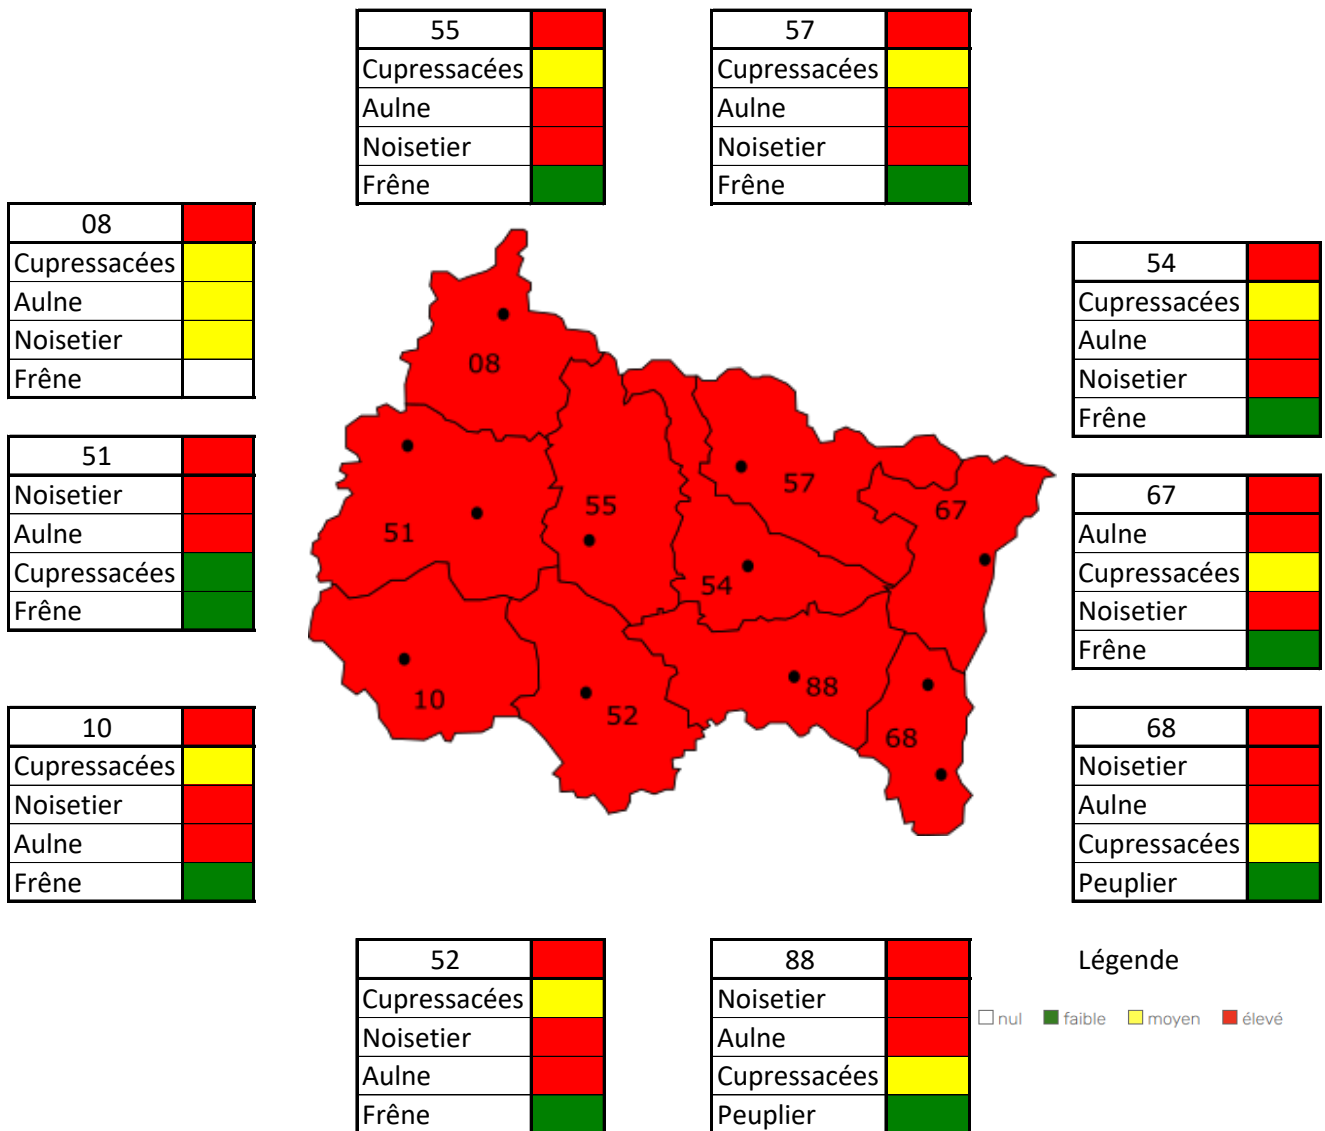 55
Cupressacées
Aulne
Noisetier
Frêne
57
Cupressacées
Aulne
Noisetier
Frêne
08
Cupressacées
Aulne
Noisetier
Frêne
54
Cupressacées
Aulne
Noisetier
Frêne
51
Noisetier
Aulne
Cupressacées
Frêne
67
Aulne
Cupressacées
Noisetier
Frêne
10
Cupressacées
Noisetier
Aulne
Frêne
68
Noisetier
Aulne
Cupressacées
Peuplier
08
57
55
67
51
54
88
10
52
68
52
Cupressacées
Noisetier
Aulne
Frêne
88
Noisetier
Aulne
Cupressacées
Peuplier
Légende
nul faible moyen élevé